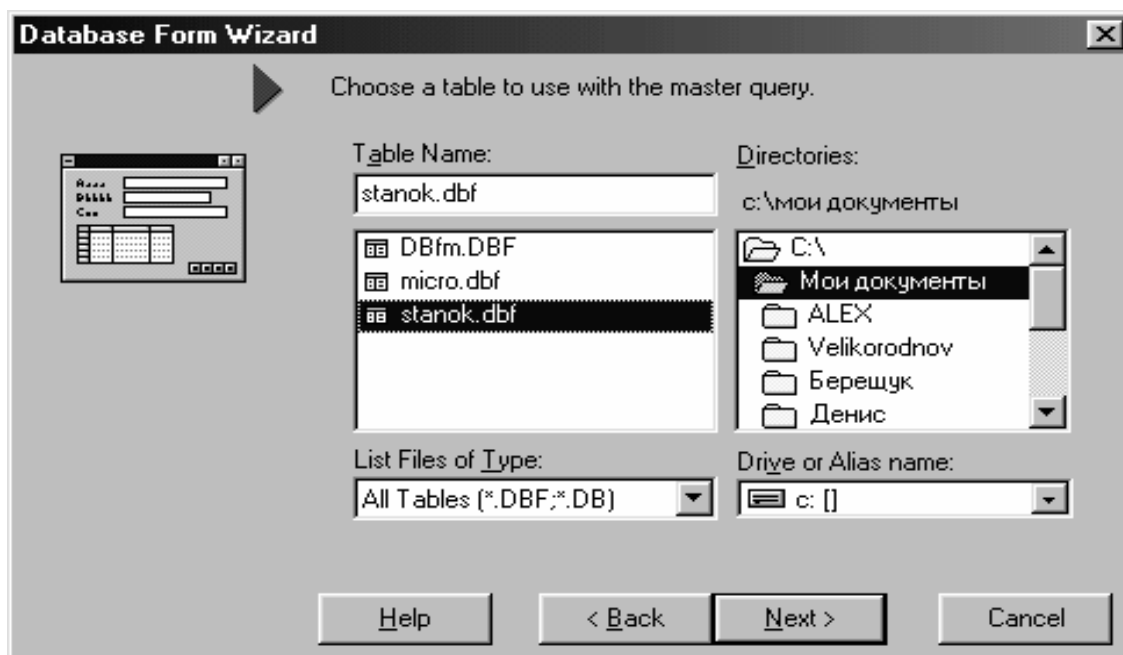 Database Form Wizard
Choose a table to use with the master query.
Table Name:
stanok.dbf
DBfm.DBF
micro.dbf
stanok.dbf
List Files of Type:
All Tables (*.DBF;*.DB)
Directories:
c:\мои документы
C:\
Мои документы
ALEX
Velikorodnov
Берещук
Денис
Drive or Alias name:
c: []
Help
< Back
Next >
Cancel